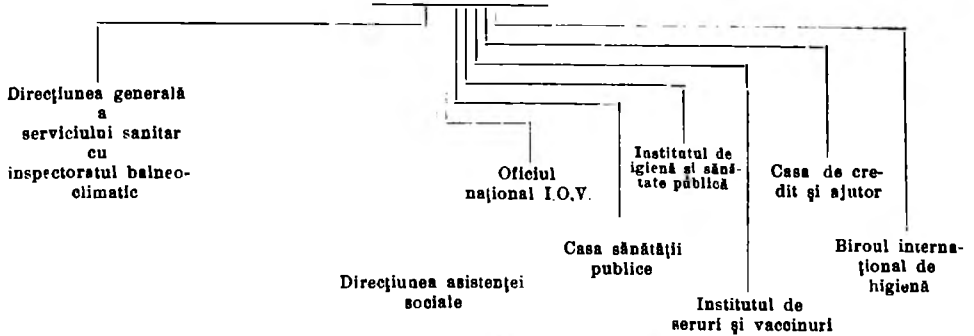 Direcţiunea generală
a
serviciului sanitar
cu
inspectoratul balneo-
climatic
Oficiul
naţional I.O.V.
Institutul de
igienă si sănă-
tate publică
Casa de cre-
dit şi ajutor
Casa sănătăţii
publice
Biroul interna-
ţional de
higienă
Direcţiunea asistenţei
sociale
Institutul de
seruri şi vaccinuri